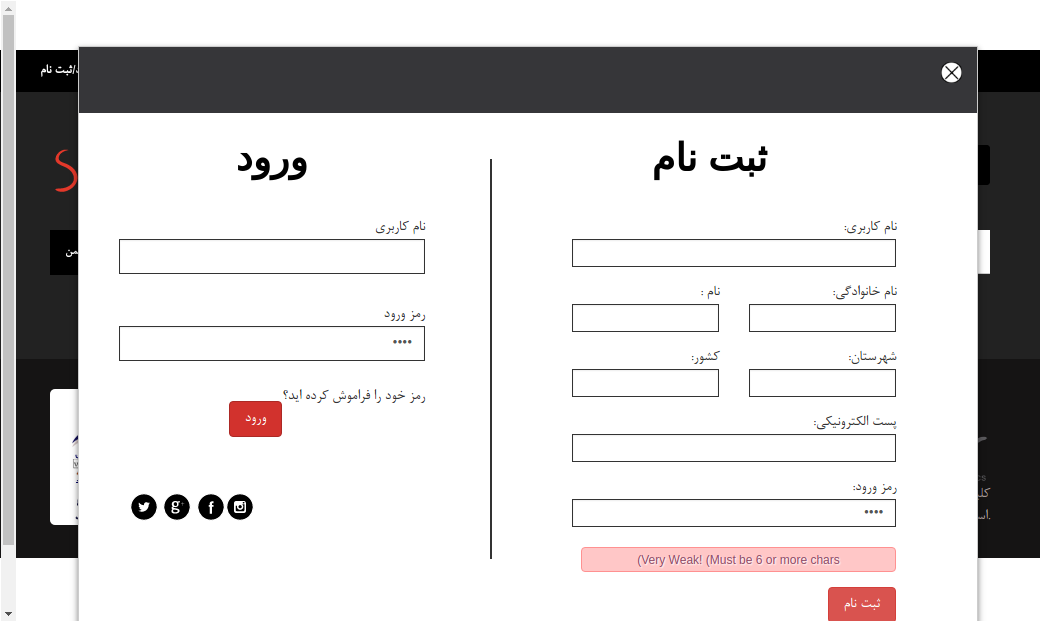 /ثبت نام
ثبت نام
نام کاربری:
نام خانوادگی:
نام :
شهرستان:
کشور:
پست الکترونیکی:
رمز ورود:
••••
(Very Weak! (Must be 6 or more chars
ثبت نام
ورود
نام کاربری
رمز ورود
••••
رمز خود را فراموش کرده اید؟
ورود